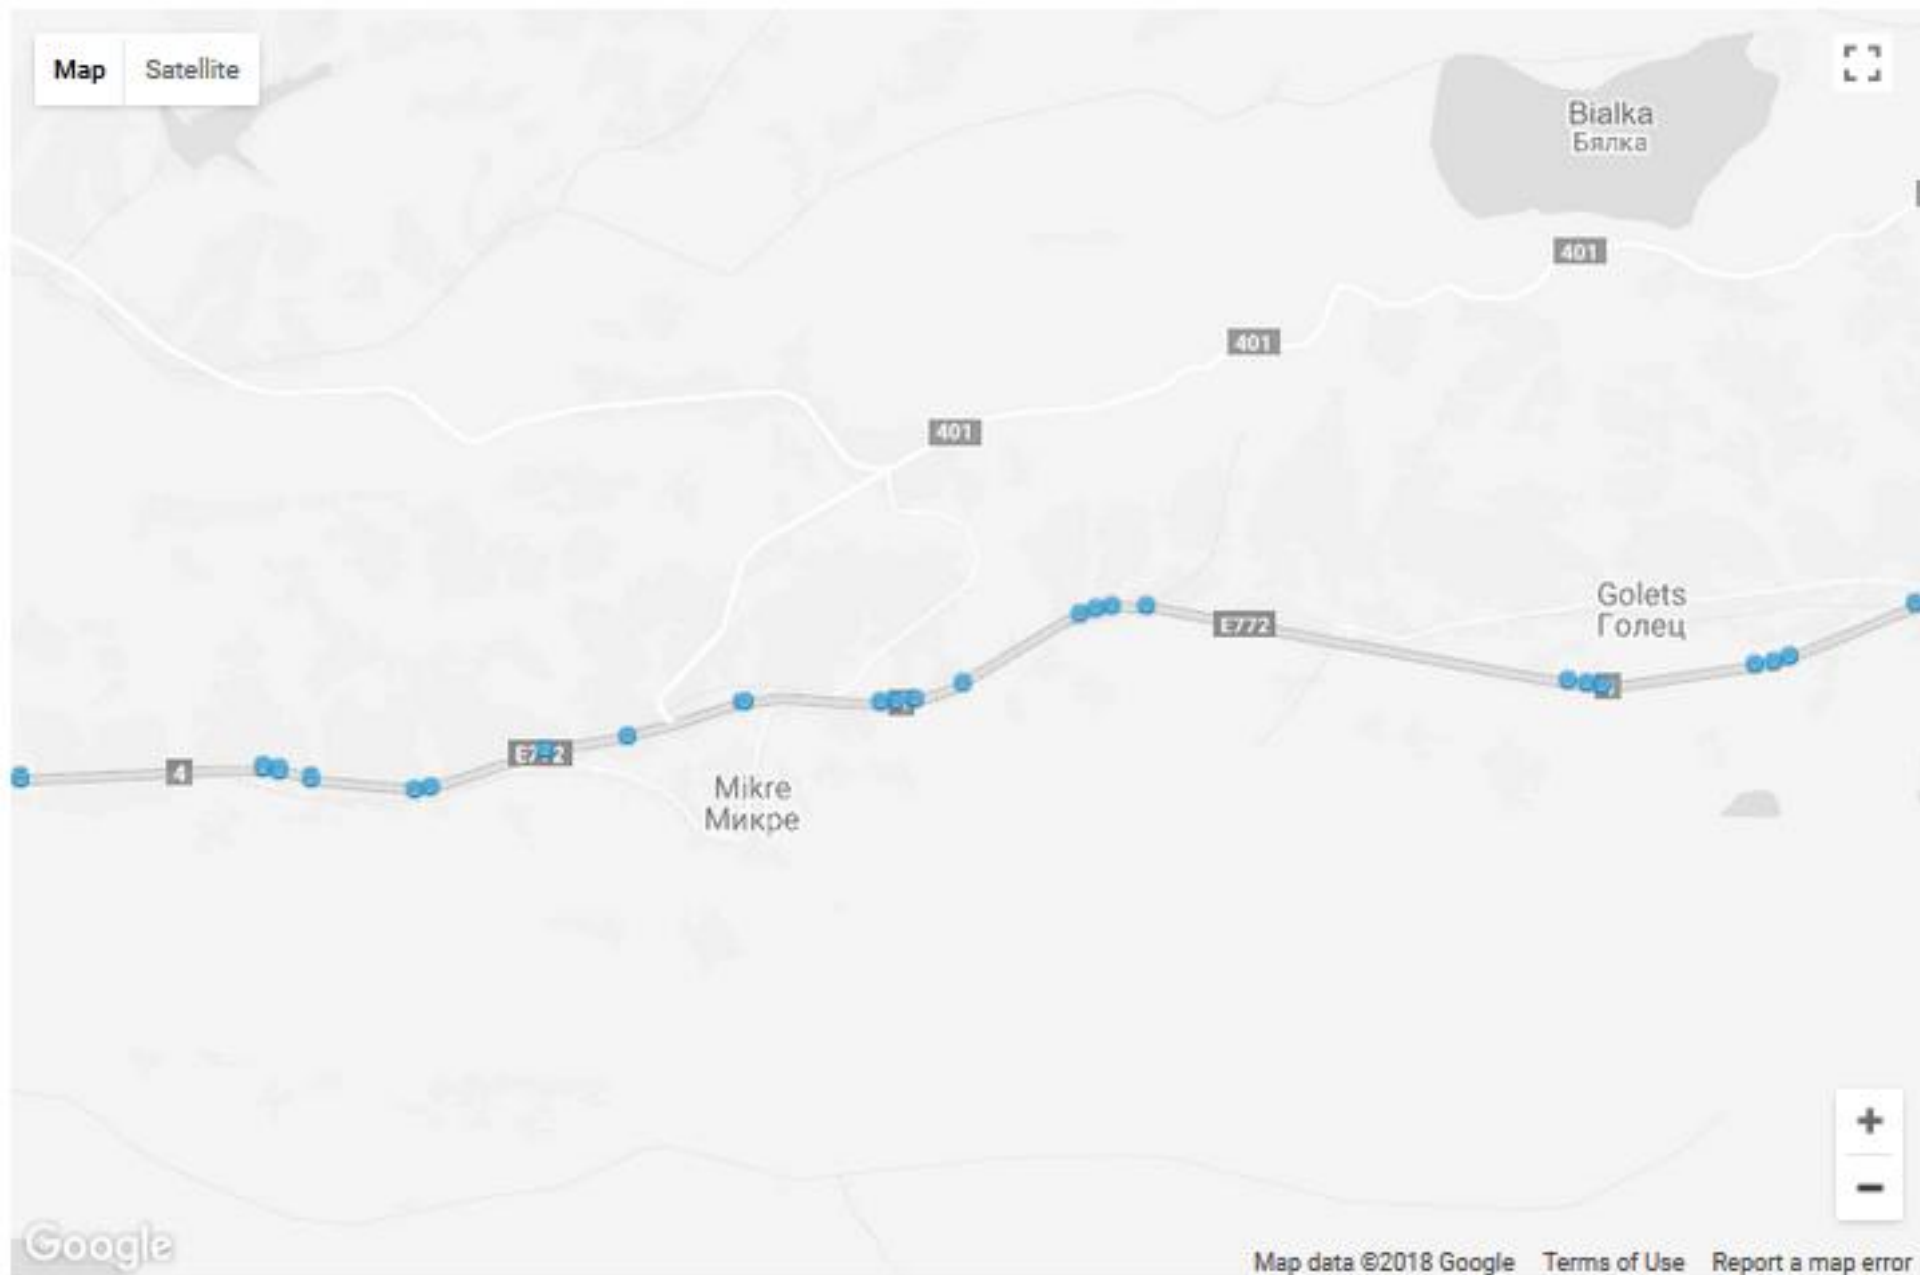 Map Satellite
Bialka
Бялка
401
401
401
Golets
Голец
E772
4
Mikre
Микре
Google
Map data ©2018 Google Terms of Use Report a map error